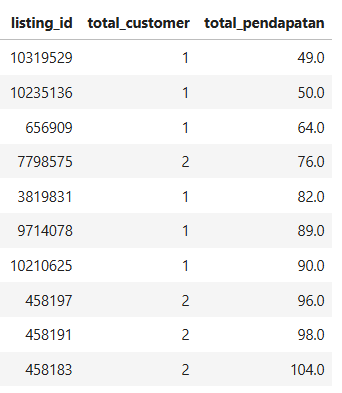 listing_id total_customer total_pendapatan
10319529 1 49.0
10235136 1 50.0
656909 1 64.0
7798575 2 76.0
3819831 1 82.0
9714078 1 89.0
10210625 1 90.0
458197 2 96.0
458191 2 98.0
458183 2 104.0